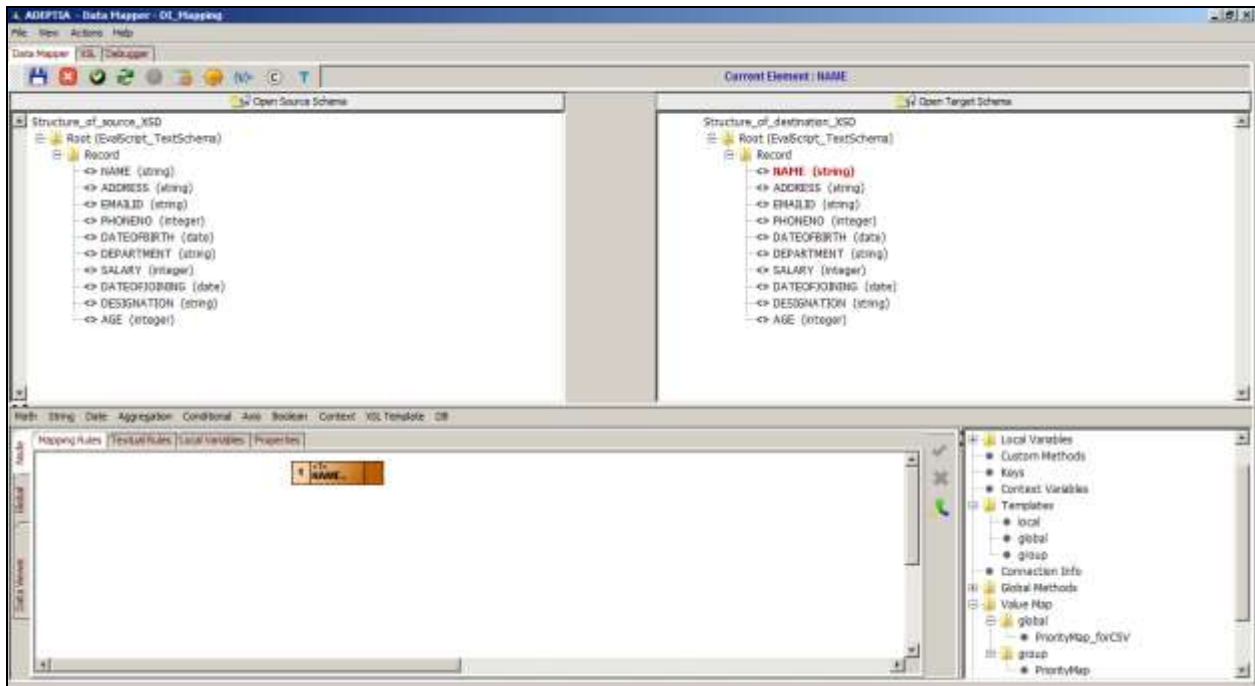 ADEPTIA - Data Mapper - DI_Mapping
File View Actions Help
Data Mapper XSL Debugger
Current Element : NAME
Open Source Schema
Open Target Schema
Structure_of_source_XSD
Root (EvalScript_TextSchema)
Record
<> NAME (string)
<> ADDRESS (string)
<> EMAILID (string)
<> PHONENO (integer)
<> DATEOFBIRTH (date)
<> DEPARTMENT (string)
<> SALARY (integer)
<> DATEOFJOINING (date)
<> DESIGNATION (string)
<> AGE (integer)
Structure_of_destination_XSD
Root (EvalScript_TextSchema)
Record
<> NAME (string)
<> ADDRESS (string)
<> EMAILID (string)
<> PHONENO (integer)
<> DATEOFBIRTH (date)
<> DEPARTMENT (string)
<> SALARY (integer)
<> DATEOFJOINING (date)
<> DESIGNATION (string)
<> AGE (integer)
Math String Date Aggregation Conditional Axis Boolean Context XSL Template DB
Node
Global
Data Viewer
Mapping Rules Textual Rules Local Variables Properties
NAME..
Local Variables
Custom Methods
Keys
Context Variables
Templates
local
global
group
Connection Info
Global Methods
Value Map
global
PriorityMap_forCSV
group
PriorityMap